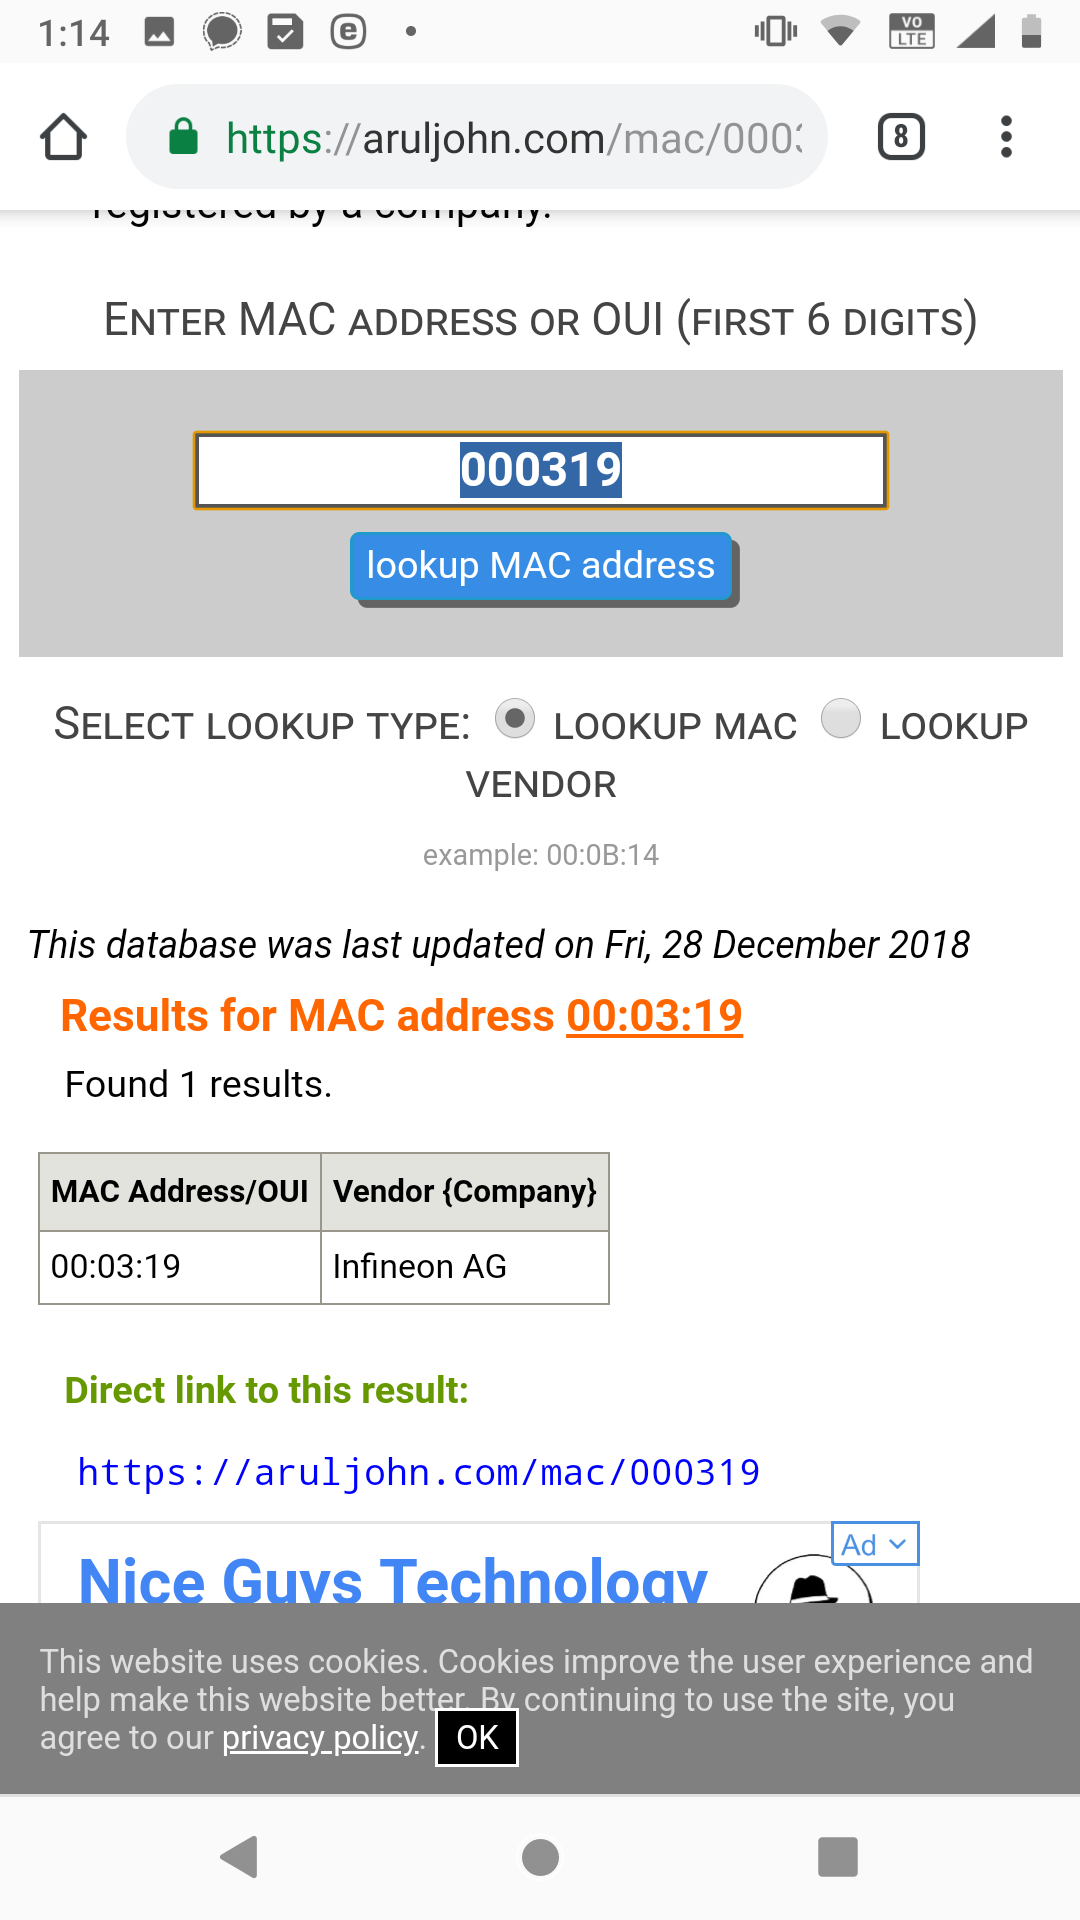 1:14
VO
LTE
https://aruljohn.com/mac/000
8
registered by a company.
ENTER MAC ADDRESS OR OUI (FIRST 6 DIGITS)
000319
lookup MAC address
SELECT LOOKUP TYPE: LOOKUP MAC LOOKUP
VENDOR
example: 00:0B:14
This database was last updated on Fri, 28 December 2018
Results for MAC address 00:03:19
Found 1 results.
MAC Address/OUI Vendor {Company}
00:03:19 Infineon AG
Direct link to this result:
https://aruljohn.com/mac/000319
Ad
Nice Guys Technology
This website uses cookies. Cookies improve the user experience and
help make this website better. By continuing to use the site, you
agree to our privacy policy. OK